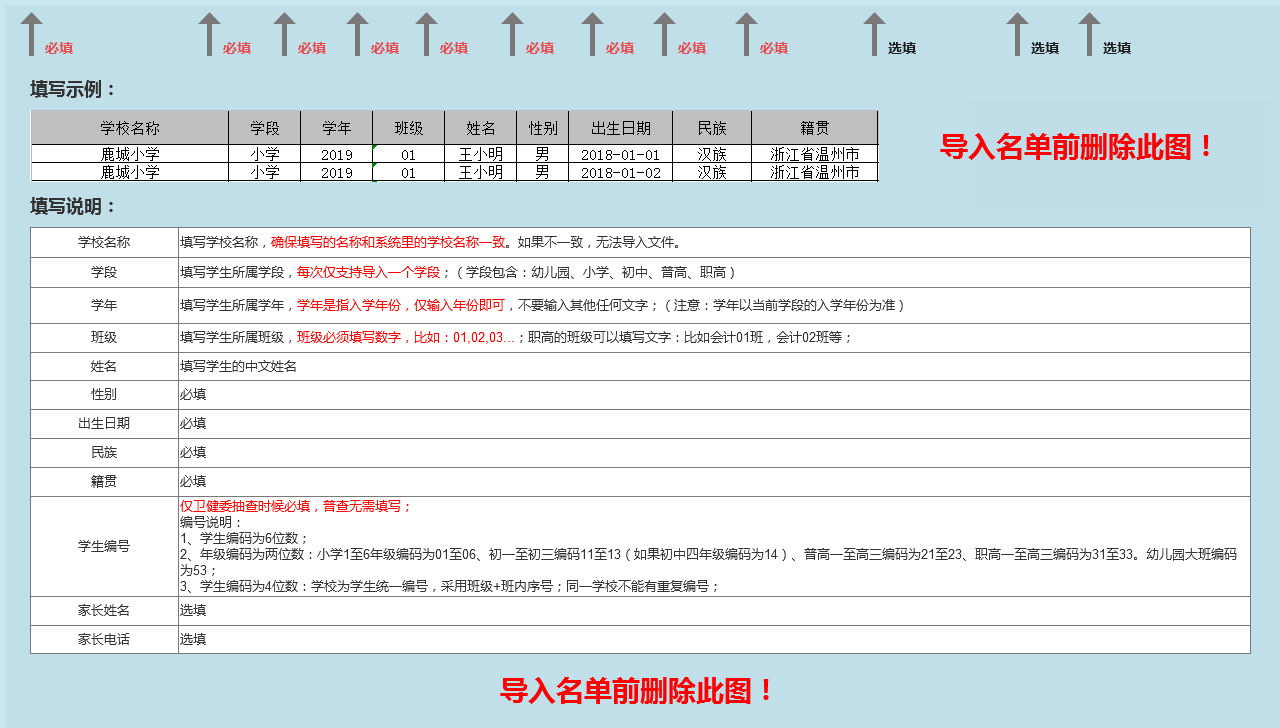 必填 必填 必填 必填 必填 必填 必填 必填 必填 选填 选填 选填
填写示例：
学校名称 学段 学年 班级 姓名 性别 出生日期 民族 籍贯
鹿城小学 小学 2019 01 王小明 男 2018-01-01 汉族 浙江省温州市
鹿城小学 小学 2019 01 王小明 男 2018-01-02 汉族 浙江省温州市
导入名单前删除此图！
填写说明：
学校名称 填写学校名称，确保填写的名称和系统里的学校名称一致。如果不一致，无法导入文件。
学段 填写学生所属学段，每次仅支持导入一个学段；（学段包含：幼儿园、小学、初中、普高、职高）
学年 填写学生所属学年，学年是指入学年份，仅输入年份即可，不要输入其他任何文字；（注意：学年以当前学段的入学年份为准）
班级 填写学生所属班级，班级必须填写数字，比如：01,02,03...；职高的班级可以填写文字：比如会计01班，会计02班等；
姓名 填写学生的中文姓名
性别 必填
出生日期 必填
民族 必填
籍贯 必填
学生编号 仅卫健委抽查时候必填，普查无需填写；
编号说明：
1、学生编码为6位数；
2、年级编码为两位数：小学1至6年级编码为01至06、初一至初三编码11至13（如果初中四年级编码为14）、普高一至高三编码为21至23、职高一至高三编码为31至33。幼儿园大班编码
为53；
3、学生编码为4位数：学校为学生统一编号，采用班级+班内序号；同一学校不能有重复编号；
家长姓名 选填
家长电话 选填
导入名单前删除此图！